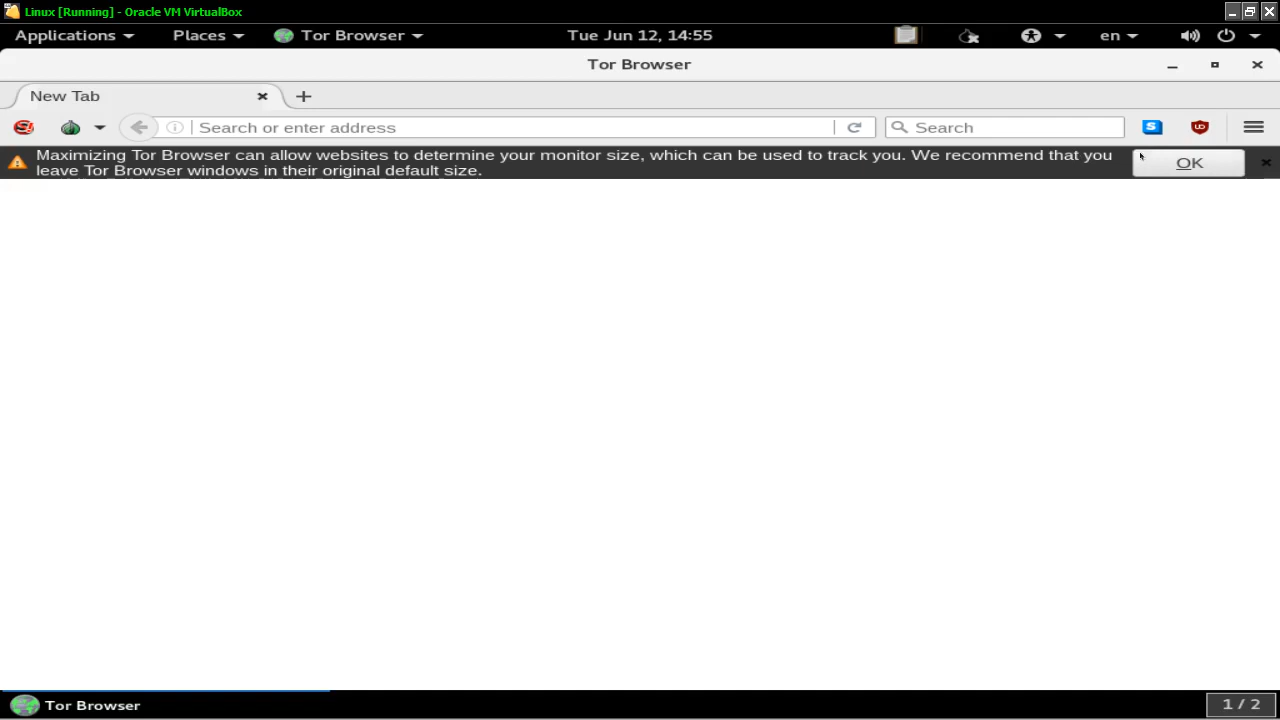 Linux [Running] - Oracle VM VirtualBox
Applications Places Tor Browser Tue Jun 12, 14:55 en
Tor Browser
New Tab
Search or enter address Search
Maximizing Tor Browser can allow websites to determine your monitor size, which can be used to track you. We recommend that you
leave Tor Browser windows in their original default size.
OK
Tor Browser 1 / 2